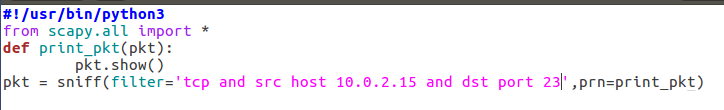 #!/usr/bin/python3
from scapy.all import *
def print_pkt(pkt):
        pkt.show()
pkt = sniff(filter='tcp and src host 10.0.2.15 and dst port 23',prn=print_pkt)